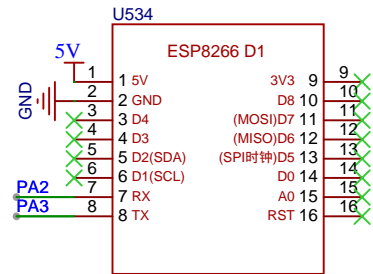 U534
ESP8266 D1
5V
GND
1 1 5V
2 2 GND
3 3 D4
4 4 D3
5 5 D2(SDA)
6 6 D1(SCL)
PA2 7 7 RX
PA3 8 8 TX
3V3 9 9
D8 10 10
(MOSI)D7 11 11
(MISO)D6 12 12
(SPI时钟)D5 13 13
D0 14 14
A0 15 15
RST 16 16